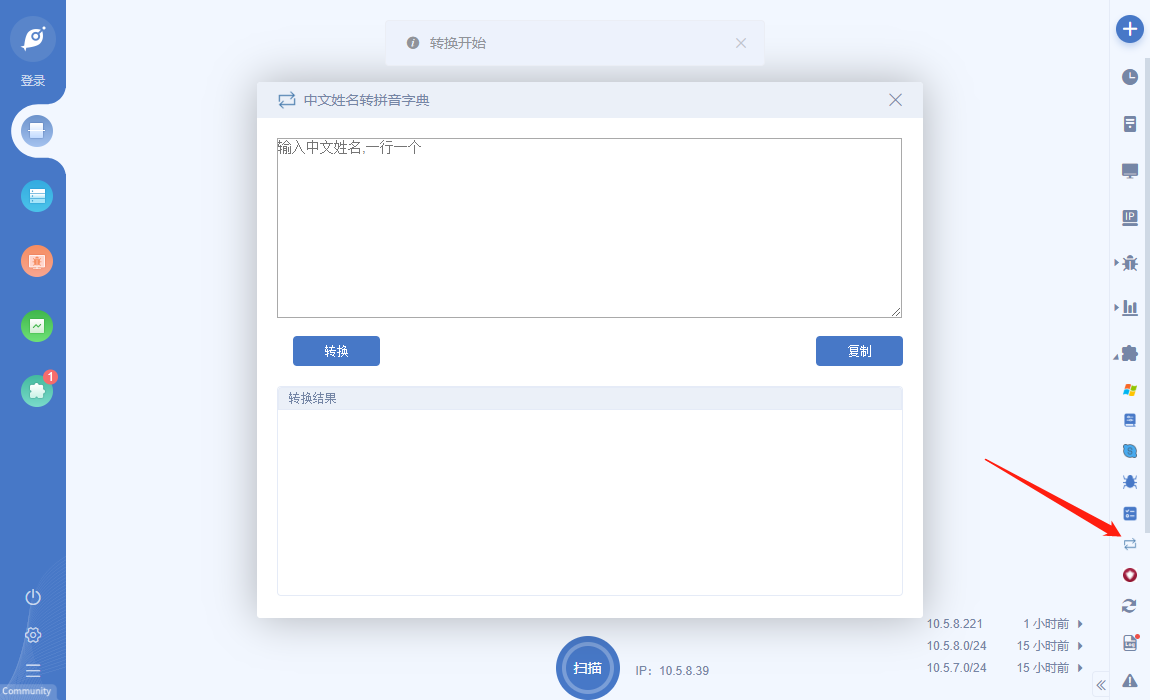 登录
转换开始
中文姓名转拼音字典
输入中文姓名,一行一个
转换
复制
转换结果
1
IP
S
10.5.8.221 1 小时前
10.5.8.0/24 15 小时前
10.5.7.0/24 15 小时前
扫描
IP: 10.5.8.39
LOG
Community